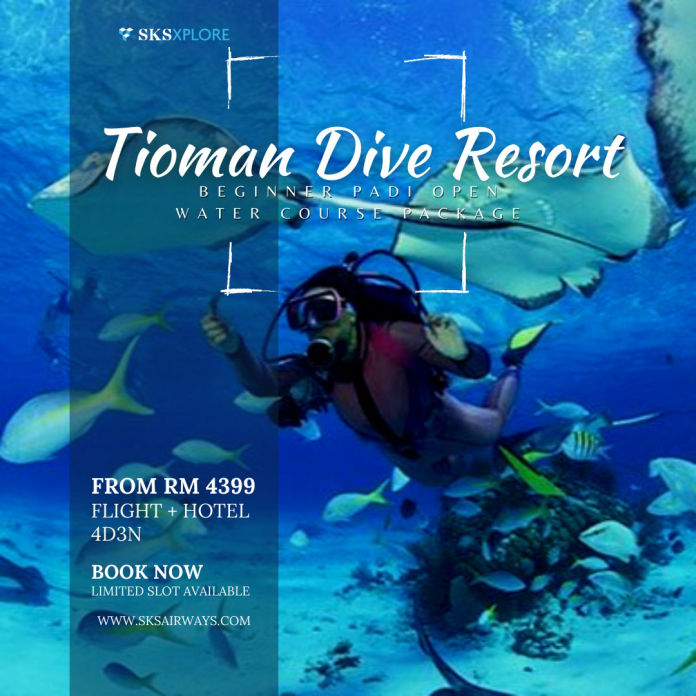 SKSXPLORE
Tioman Dive Resort
BEGINNER PADI OPEN
WATER COURSE PACKAGE
FROM RM 4399
FLIGHT + HOTEL
4D3N
BOOK NOW
LIMITED SLOT AVAILABLE
WWW.SKSAIRWAYS.COM